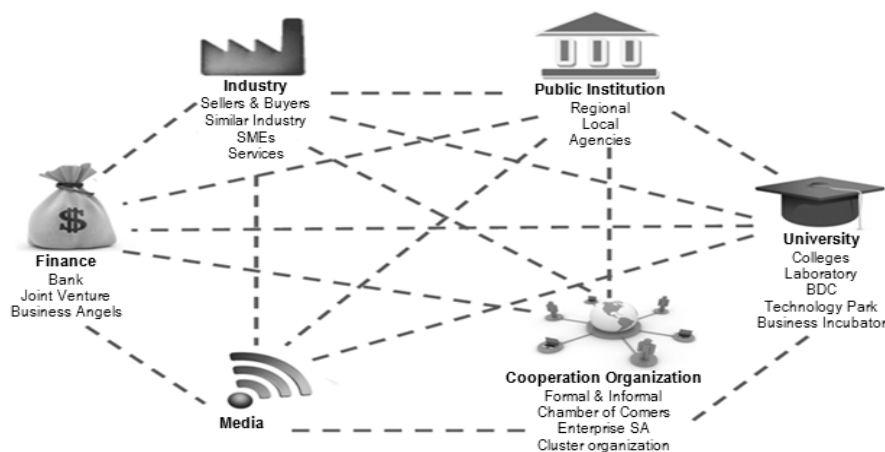 Industry
Sellers & Buyers
Similar Industry
SMEs
Services
Public Institution
Regional
Local
Agencies
$
Finance
Bank
Joint Venture
Business Angels
University
Colleges
Laboratory
BDC
Technology Park
Business Incubator
Media
Cooperation Organization
Formal & Informal
Chamber of Comers
Enterprise SA
Cluster organization